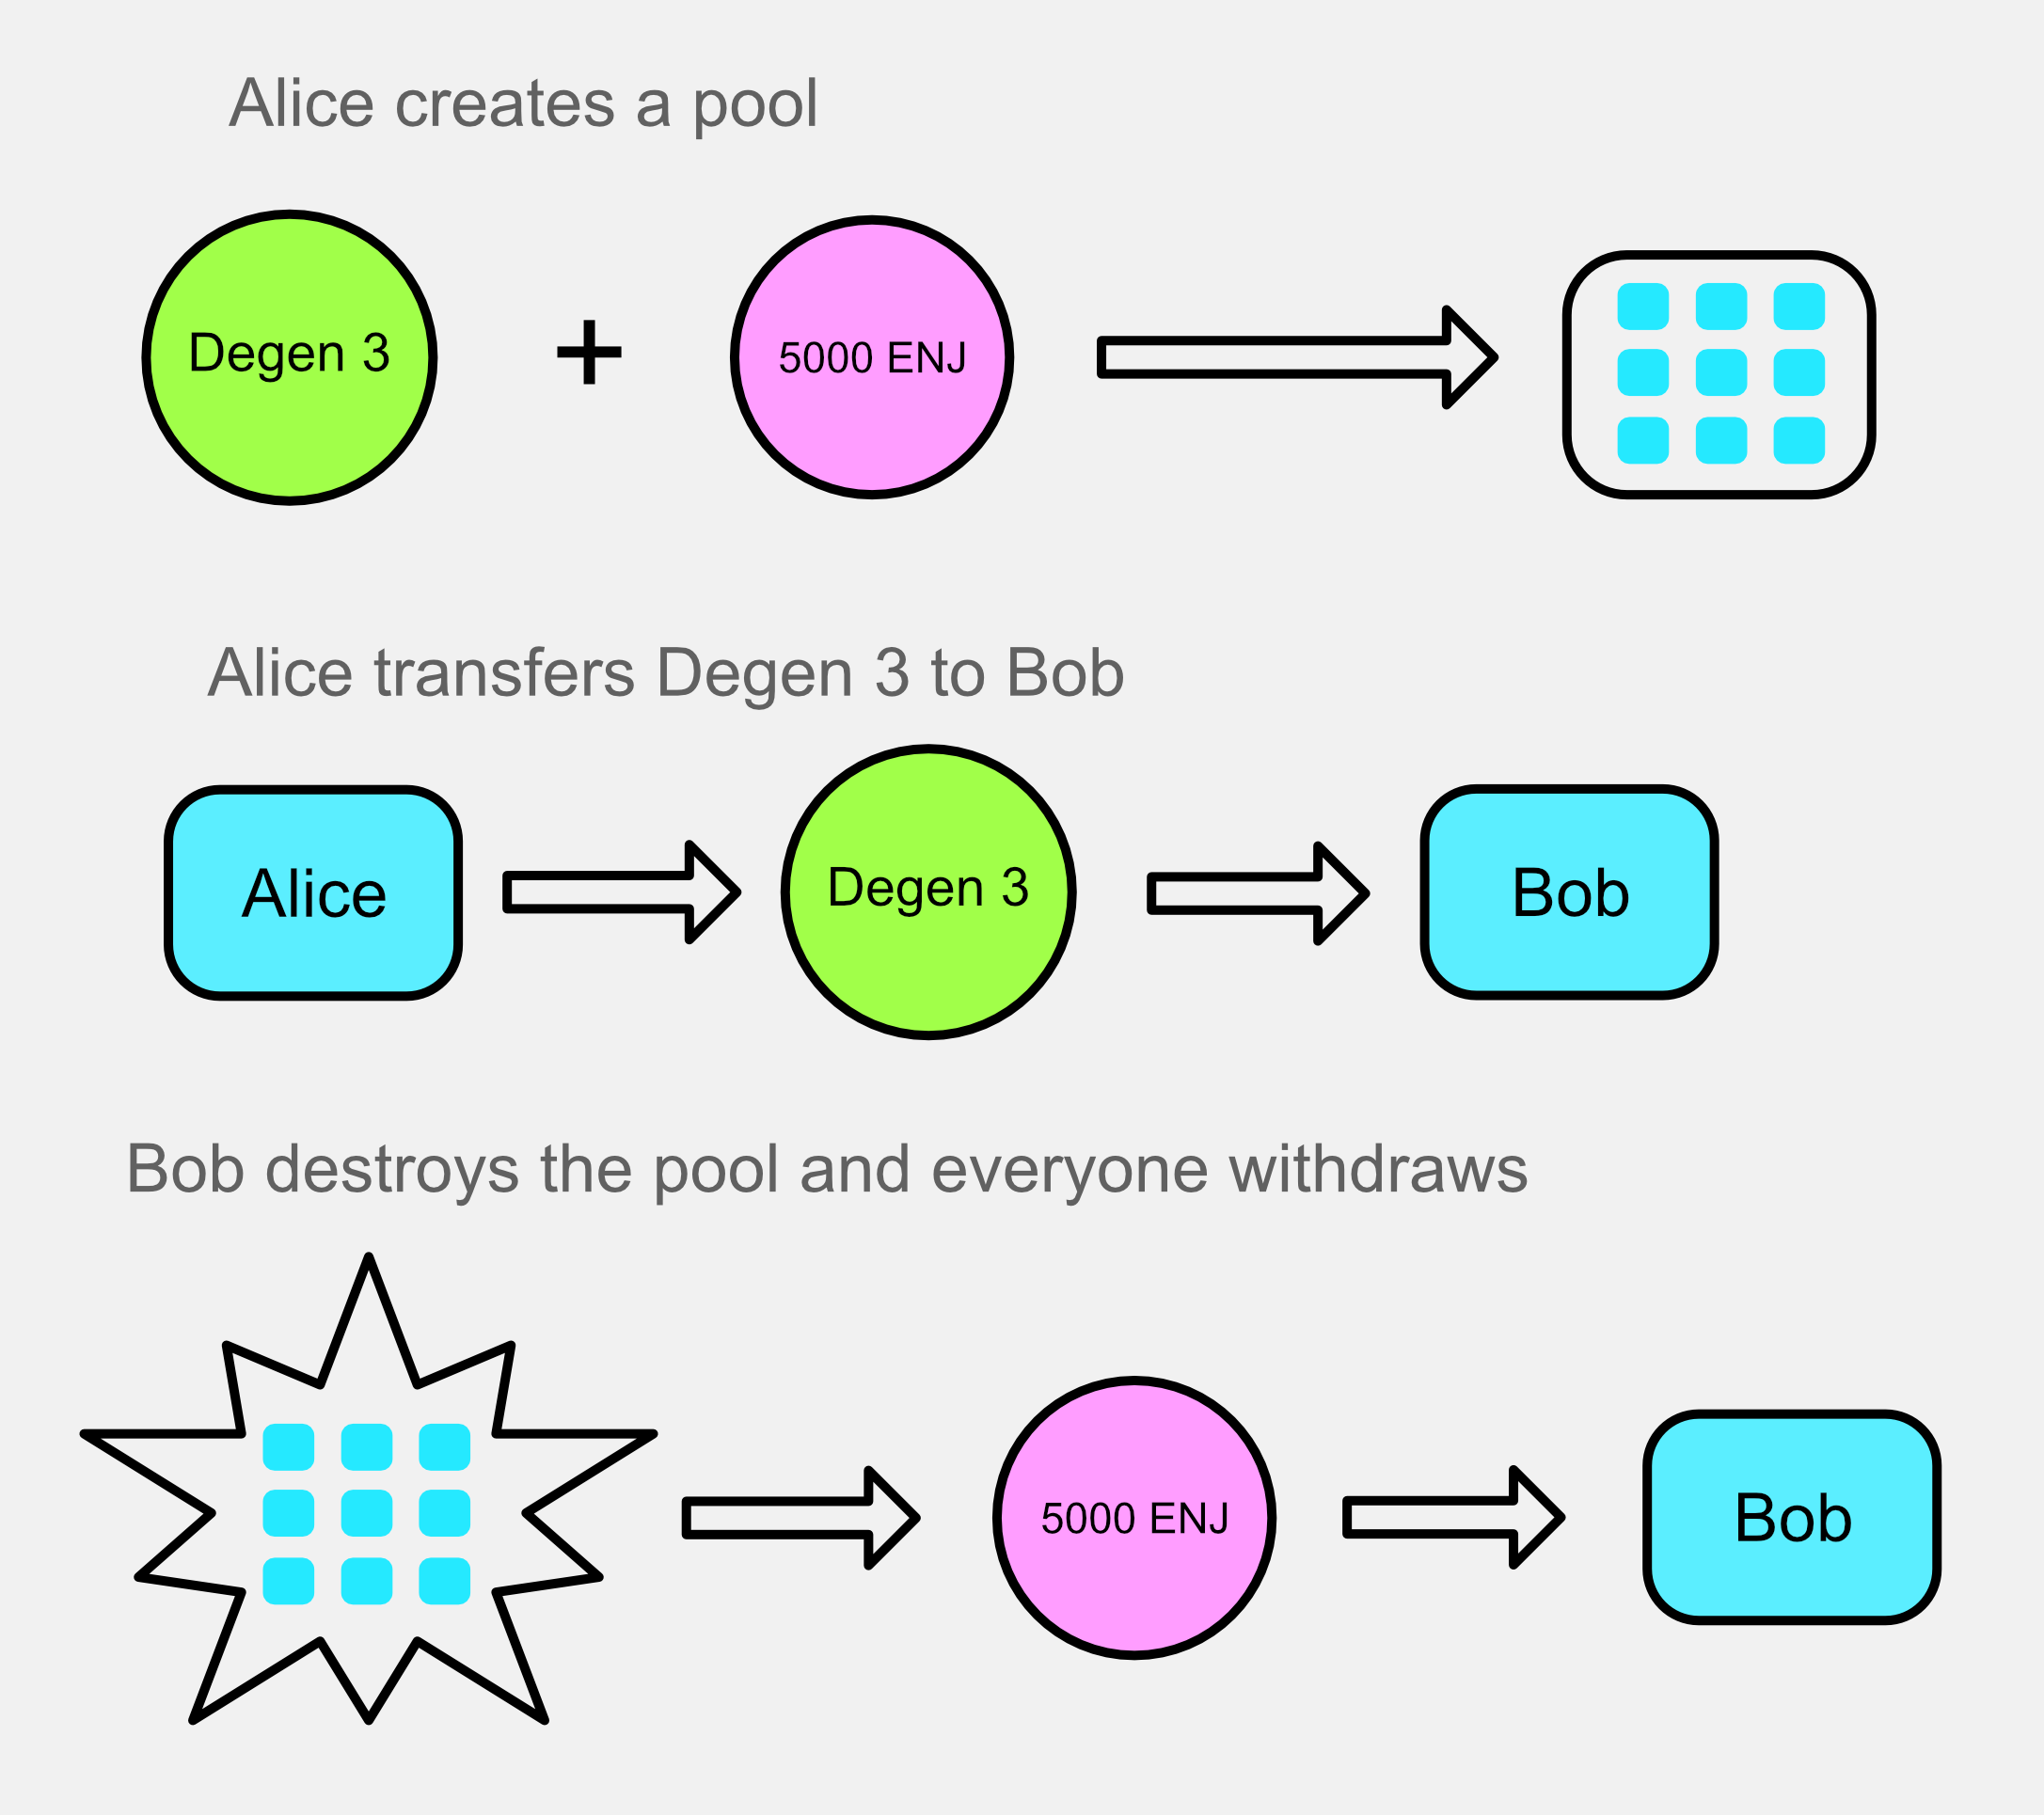 Alice creates a pool
Degen 3
+
5000 ENJ
Alice transfers Degen 3 to Bob
Alice
Degen 3
Bob
Bob destroys the pool and everyone withdraws
5000 ENJ
Bob